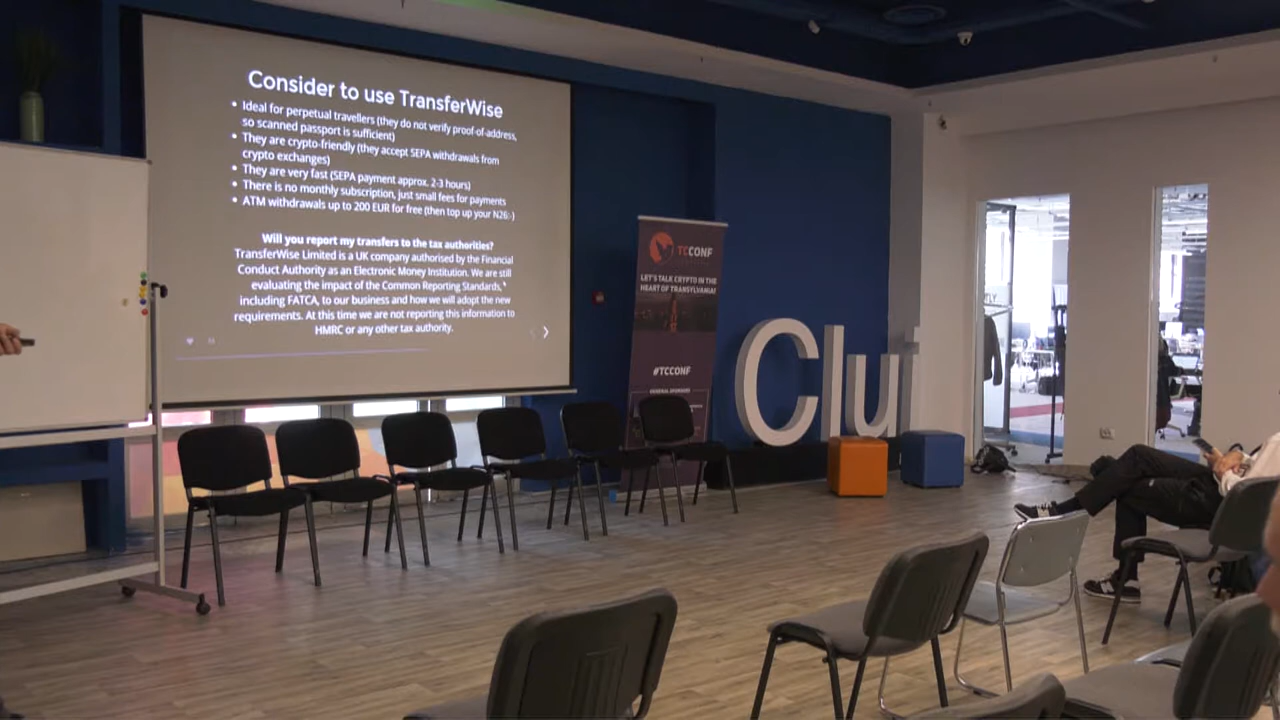 Consider to use TransferWise
• Ideal for perpetual travellers (they do not verify proof-of-address,
so scanned passport is sufficient)
• They are crypto-friendly (they accept SEPA withdrawals from
crypto exchanges)
• They are very fast (SEPA payment approx. 2-3 hours)
• There is no monthly subscription, just small fees for payments
• ATM withdrawals up to 200 EUR for free (then top up your N26:-)
Will you report my transfers to the tax authorities?
TransferWise Limited is a UK company authorised by the Financial
Conduct Authority as an Electronic Money Institution. We are still
evaluating the impact of the Common Reporting Standards,
including FATCA, to our business and how we will adopt the new
requirements. At this time we are not reporting this information to
HMRC or any other tax authority.
TCCONF
LET'S TALK CRYPTO IN THE
HEART OF TRANSYLVANIA!
#TCCONF
GENERAL SPONSORS
Cluj